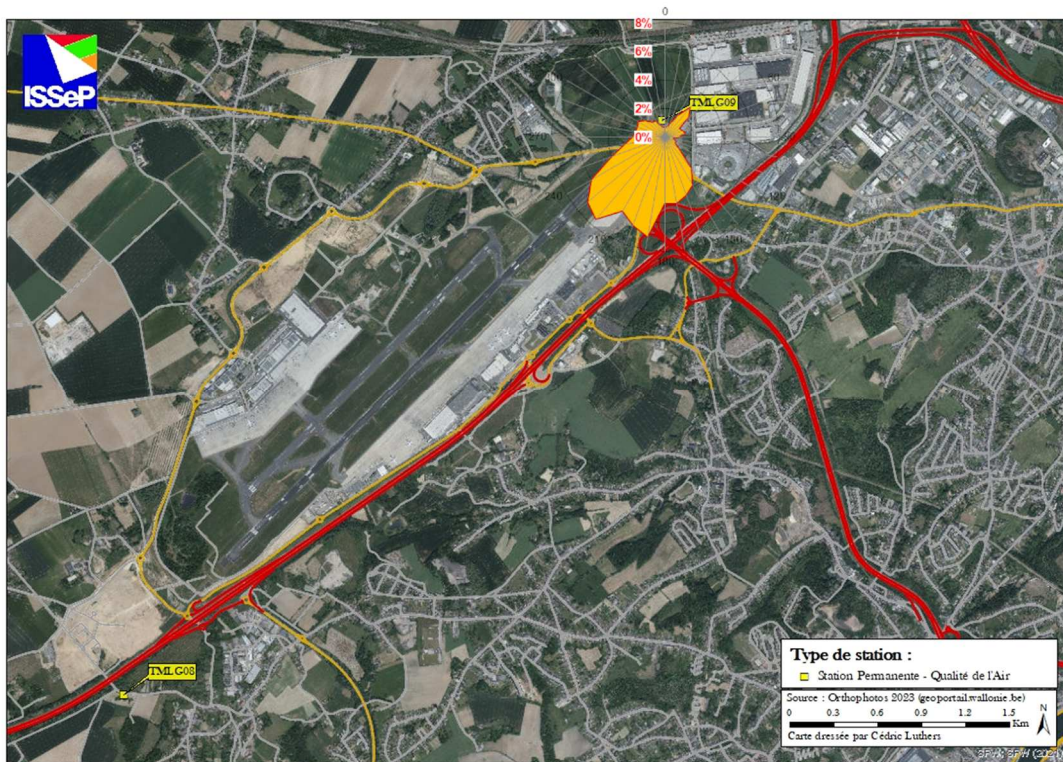 0
8%
6%
4%
2%
0%
ISSeP
TMLG09
240
180
TMLG08
Type de station :
Station Permanente - Qualité de l'Air
Source : Orthophotos 2023 (geoportail.wallonie.be)
0 0.3 0.6 0.9 1.2 1.5
Km
N
Carte dressée par Cédric Luthers